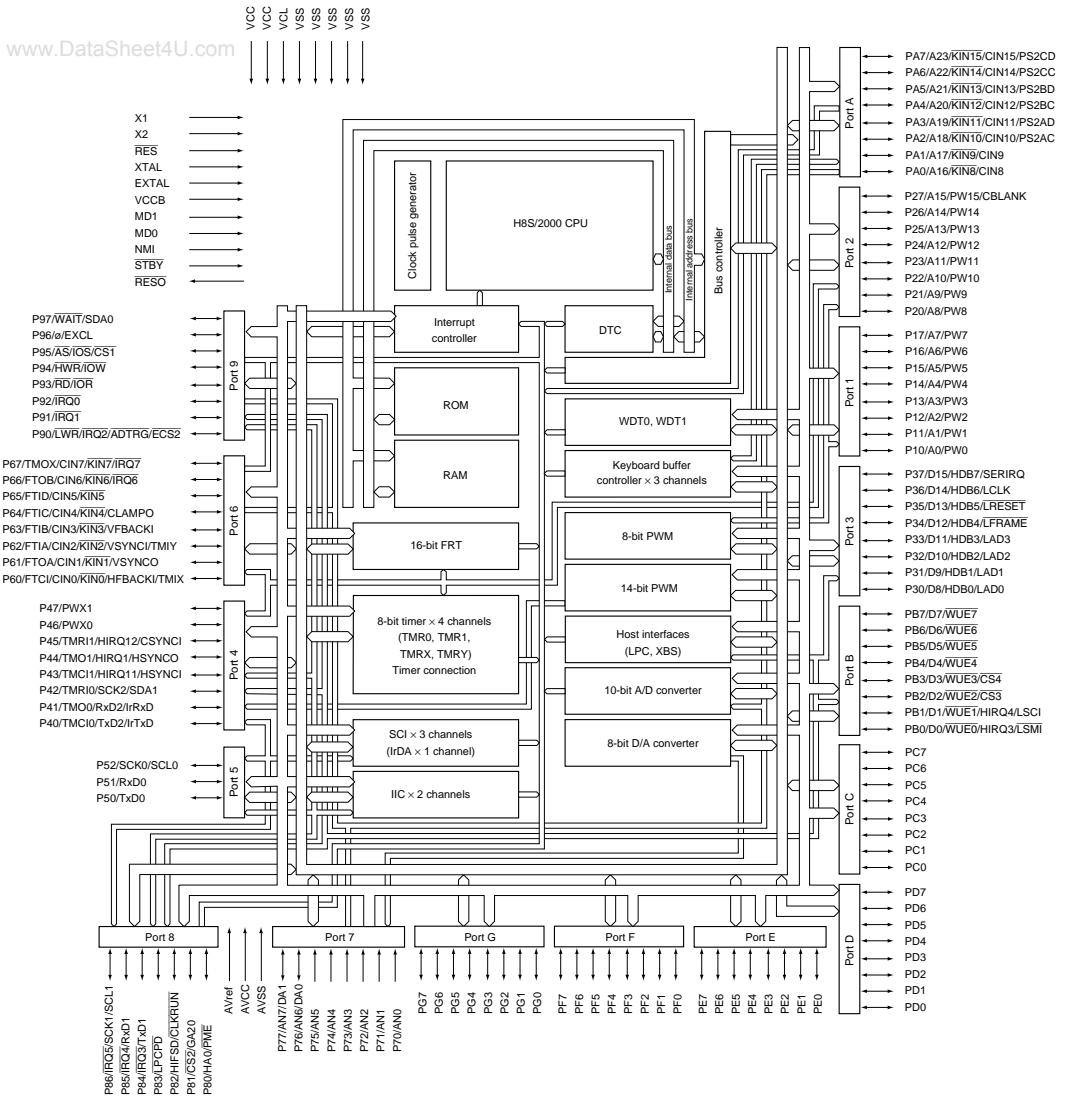 www.DataSheet4U.com
VCC
VCC
VCL
VSS
VSS
VSS
VSS
VSS
X1
X2
RES
XTAL
EXTAL
VCCB
MD1
MD0
NMI
STBY
RESO
P97/WAIT/SDA0
P96/ø/EXCL
P95/AS/IOS/CS1
P94/HWR/IOW
P93/RD/IOR
P92/IRQ0
P91/IRQ1
P90/LWR/IRQ2/ADTRG/ECS2
Port 9
P67/TMOX/CIN7/KIN7/IRQ7
P66/FTOB/CIN6/KIN6/IRQ6
P65/FTID/CIN5/KIN5
P64/FTIC/CIN4/KIN4/CLAMPO
P63/FTIB/CIN3/KIN3/VFBACKI
P62/FTIA/CIN2/KIN2/VSYNCI/TMIY
P61/FTOA/CIN1/KIN1/VSYNCO
P60/FTCI/CIN0/KIN0/HFBACKI/TMIX
Port 6
P47/PWX1
P46/PWX0
P45/TMRI1/HIRQ12/CSYNCI
P44/TMO1/HIRQ1/HSYNCO
P43/TMCI1/HIRQ11/HSYNCI
P42/TMRI0/SCK2/SDA1
P41/TMO0/RxD2/IrRxD
P40/TMCI0/TxD2/IrTxD
Port 4
P52/SCK0/SCL0
P51/RxD0
P50/TxD0
Port 5
Clock pulse generator
H8S/2000 CPU
Internal data bus
Internal address bus
Bus controller
Interrupt
controller
DTC
ROM
RAM
WDT0, WDT1
Keyboard buffer
controller × 3 channels
16-bit FRT
8-bit PWM
14-bit PWM
8-bit timer × 4 channels
(TMR0, TMR1,
TMRX, TMRY)
Timer connection
Host interfaces
(LPC, XBS)
10-bit A/D converter
SCI × 3 channels
(IrDA × 1 channel)
8-bit D/A converter
IIC × 2 channels
PA7/A23/KIN15/CIN15/PS2CD
PA6/A22/KIN14/CIN14/PS2CC
PA5/A21/KIN13/CIN13/PS2BD
PA4/A20/KIN12/CIN12/PS2BC
PA3/A19/KIN11/CIN11/PS2AD
PA2/A18/KIN10/CIN10/PS2AC
PA1/A17/KIN9/CIN9
PA0/A16/KIN8/CIN8
Port A
P27/A15/PW15/CBLANK
P26/A14/PW14
P25/A13/PW13
P24/A12/PW12
P23/A11/PW11
P22/A10/PW10
P21/A9/PW9
P20/A8/PW8
Port 2
P17/A7/PW7
P16/A6/PW6
P15/A5/PW5
P14/A4/PW4
P13/A3/PW3
P12/A2/PW2
P11/A1/PW1
P10/A0/PW0
Port 1
P37/D15/HDB7/SERIRQ
P36/D14/HDB6/LCLK
P35/D13/HDB5/LRESET
P34/D12/HDB4/LFRAME
P33/D11/HDB3/LAD3
P32/D10/HDB2/LAD2
P31/D9/HDB1/LAD1
P30/D8/HDB0/LAD0
Port 3
PB7/D7/WUE7
PB6/D6/WUE6
PB5/D5/WUE5
PB4/D4/WUE4
PB3/D3/WUE3/CS4
PB2/D2/WUE2/CS3
PB1/D1/WUE1/HIRQ4/LSCI
PB0/D0/WUE0/HIRQ3/LSMI
Port B
PC7
PC6
PC5
PC4
PC3
PC2
PC1
PC0
Port C
PD7
PD6
PD5
PD4
PD3
PD2
PD1
PD0
Port D
Port 8
P86/IRQ5/SCK1/SCL1
P85/IRQ4/RxD1
P84/IRQ3/TxD1
P83/LPCPD
P82/HIFSD/CLKRUN
P81/CS2/GA20
P80/HA0/PME
AVref
AVCC
AVSS
Port 7
P77/AN7/DA1
P76/AN6/DA0
P75/AN5
P74/AN4
P73/AN3
P72/AN2
P71/AN1
P70/AN0
Port G
PG7
PG6
PG5
PG4
PG3
PG2
PG1
PG0
Port F
PF7
PF6
PF5
PF4
PF3
PF2
PF1
PF0
Port E
PE7
PE6
PE5
PE4
PE3
PE2
PE1
PE0